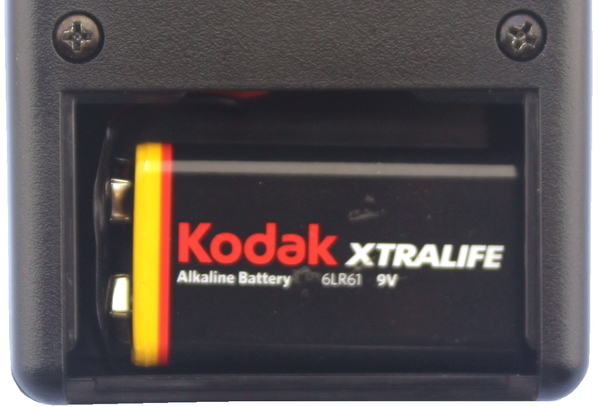 Kodak XTRALIFE
Alkaline Battery 6LR61 9V